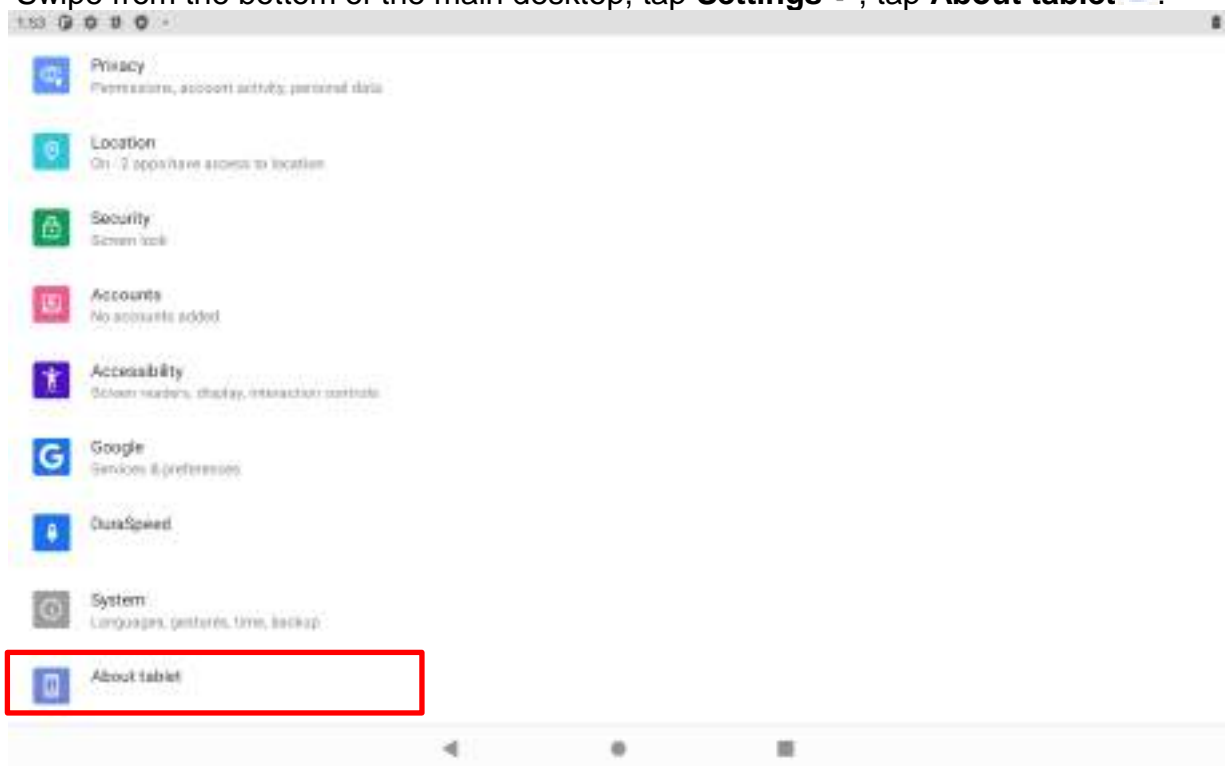 Swipe from the bottom of the main desktop, tap Settings , tap About tablet .
1:53
Privacy
Permissions, account activity, personal data
Location
On - 2 apps have access to location
Security
Screen lock
Accounts
No accounts added
Accessibility
Screen readers, display, interaction controls
Google
Services & preferences
DuraSpeed
System
Languages, gestures, time, backup
About tablet